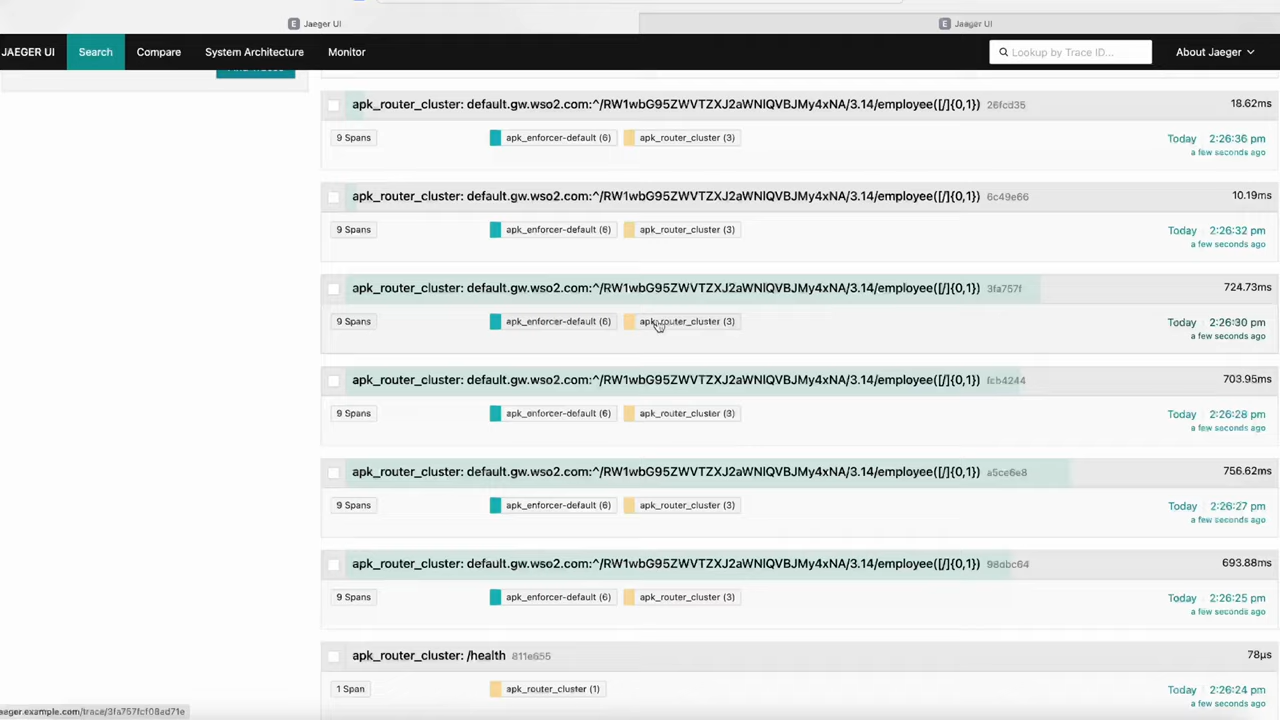 E Jaeger UI
E Jaeger UI
JAEGER UI Search Compare System Architecture Monitor Lookup by Trace ID... About Jaeger
apk_router_cluster: default.gw.wso2.com:^/RW1wbG95ZWVTZXJ2aWNlQVBJMy4xNA/3.14/employee([/]{0,1}) 26fcd35 18.62ms
9 Spans apk_enforcer-default (6) apk_router_cluster (3) Today 2:26:36 pm
a few seconds ago
apk_router_cluster: default.gw.wso2.com:^/RW1wbG95ZWVTZXJ2aWNlQVBJMy4xNA/3.14/employee([/]{0,1}) 6c49e66 10.19ms
9 Spans apk_enforcer-default (6) apk_router_cluster (3) Today 2:26:32 pm
a few seconds ago
apk_router_cluster: default.gw.wso2.com:^/RW1wbG95ZWVTZXJ2aWNlQVBJMy4xNA/3.14/employee([/]{0,1}) 3fa757f 724.73ms
9 Spans apk_enforcer-default (6) apk_router_cluster (3) Today 2:26:30 pm
a few seconds ago
apk_router_cluster: default.gw.wso2.com:^/RW1wbG95ZWVTZXJ2aWNlQVBJMy4xNA/3.14/employee([/]{0,1}) fcb4244 703.95ms
9 Spans apk_enforcer-default (6) apk_router_cluster (3) Today 2:26:28 pm
a few seconds ago
apk_router_cluster: default.gw.wso2.com:^/RW1wbG95ZWVTZXJ2aWNlQVBJMy4xNA/3.14/employee([/]{0,1}) a5ce6e8 756.62ms
9 Spans apk_enforcer-default (6) apk_router_cluster (3) Today 2:26:27 pm
a few seconds ago
apk_router_cluster: default.gw.wso2.com:^/RW1wbG95ZWVTZXJ2aWNlQVBJMy4xNA/3.14/employee([/]{0,1}) 98abc64 693.88ms
9 Spans apk_enforcer-default (6) apk_router_cluster (3) Today 2:26:25 pm
a few seconds ago
apk_router_cluster: /health 811e655 78μs
1 Span apk_router_cluster (1) Today 2:26:24 pm
a few seconds ago
aeger.example.com/trace/3fa757fcf08ed71e